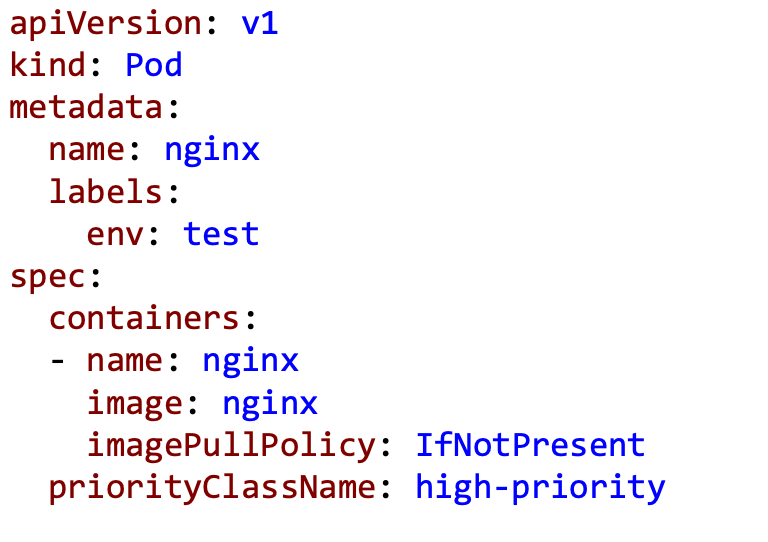 apiVersion: v1
kind: Pod
metadata:
  name: nginx
  labels:
    env: test
spec:
  containers:
  - name: nginx
    image: nginx
    imagePullPolicy: IfNotPresent
  priorityClassName: high-priority